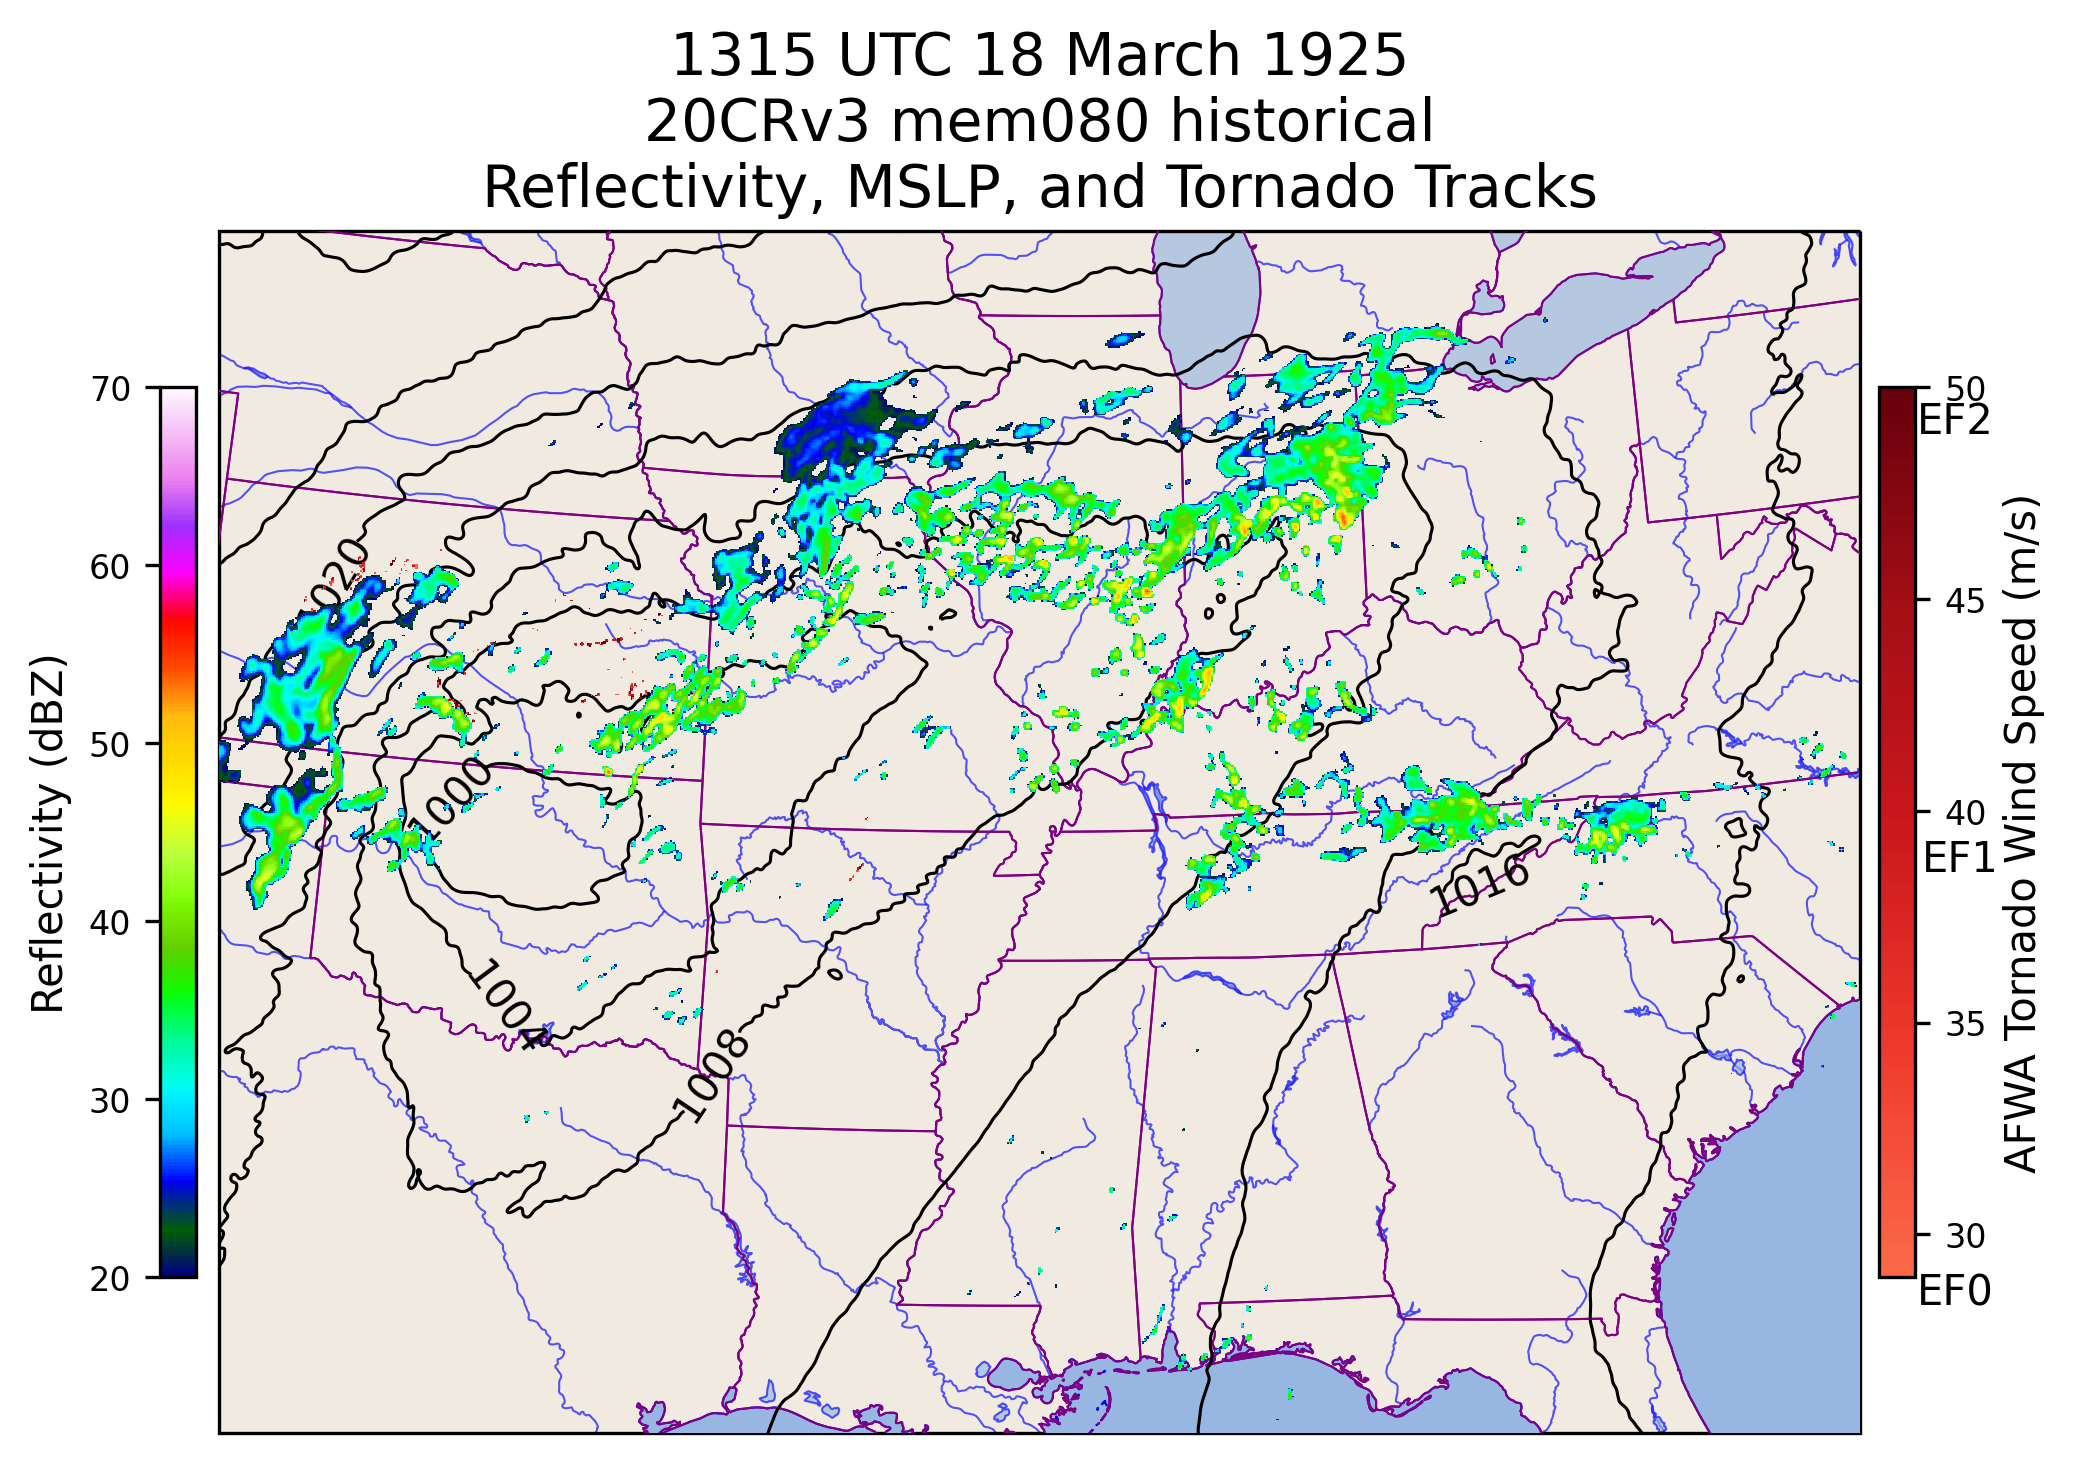 1315 UTC 18 March 1925
20CRv3 mem080 historical
Reflectivity, MSLP, and Tornado Tracks
70
60
50
40
30
20
Reflectivity (dBZ)
1020
1000
1004
1008
1016
50
EF2
45
40
EF1
35
30
EF0
AFWA Tornado Wind Speed (m/s)